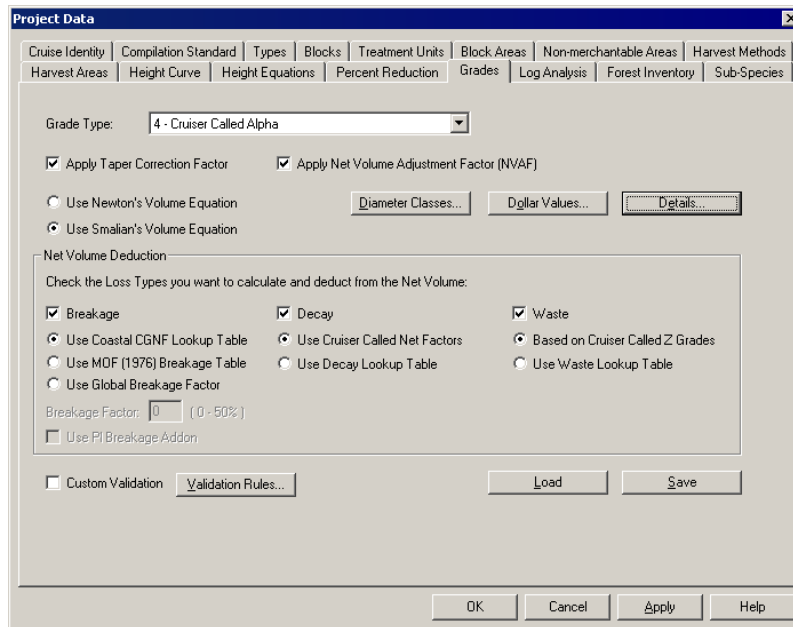 Project Data
Cruise Identity Compilation Standard Types Blocks Treatment Units Block Areas Non-merchantable Areas Harvest Methods
Harvest Areas Height Curve Height Equations Percent Reduction Grades Log Analysis Forest Inventory Sub-Species
Grade Type: 4 - Cruiser Called Alpha
Apply Taper Correction Factor Apply Net Volume Adjustment Factor (NVAF)
Use Newton's Volume Equation Diameter Classes... Dollar Values... Details...
Use Smalian's Volume Equation
Net Volume Deduction
Check the Loss Types you want to calculate and deduct from the Net Volume:
Breakage Decay Waste
Use Coastal CGNF Lookup Table Use Cruiser Called Net Factors Based on Cruiser Called Z Grades
Use MOF (1976) Breakage Table Use Decay Lookup Table Use Waste Lookup Table
Use Global Breakage Factor
Breakage Factor: 0 ( 0 - 50% )
Use Pl Breakage Addon
Custom Validation Validation Rules... Load Save
OK Cancel Apply Help